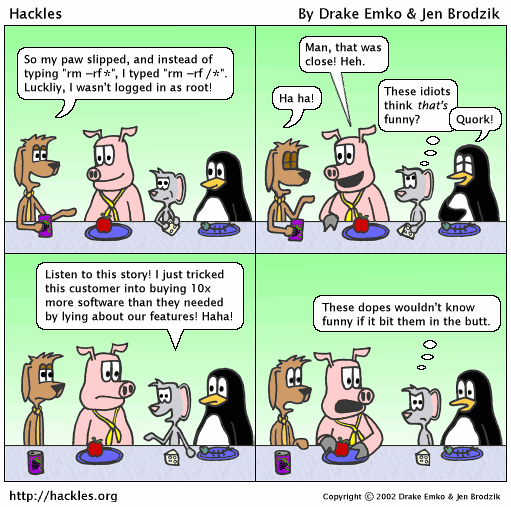 Hackles
By Drake Emko & Jen Brodzik
So my paw slipped, and instead of
typing "rm -rf *", I typed "rm -rf /*".
Luckliy, I wasn't logged in as root!
Man, that was
close! Heh.
Ha ha!
These idiots
think that's
funny?
Quork!
Listen to this story! I just tricked
this customer into buying 10x
more software than they needed
by lying about our features! Haha!
These dopes wouldn't know
funny if it bit them in the butt.
http://hackles.org
Copyright © 2002 Drake Emko & Jen Brodzik